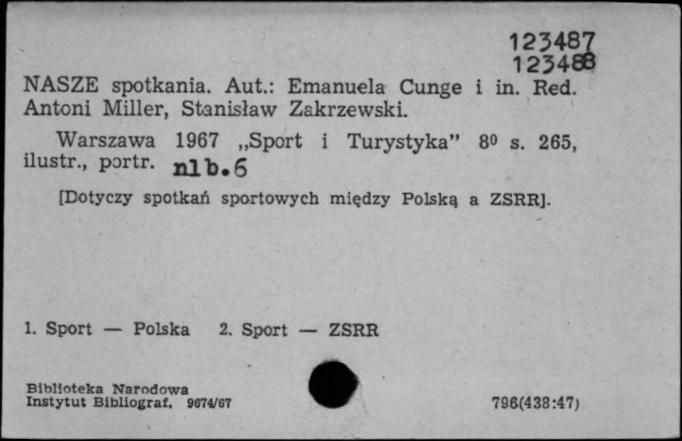 123487
123488
NASZE spotkania. Aut.: Emanuela Cunge i in. Red.
Antoni Miller, Stanisław Zakrzewski.
Warszawa 1967 „Sport i Turystyka” 8⁰ s. 265,
ilustr., portr. nlb.6
[Dotyczy spotkań sportowych między Polską a ZSRR].
1. Sport — Polska 2. Sport — ZSRR
Biblioteka Narodowa
Instytut Bibliograf. 9674/67
796(438:47)